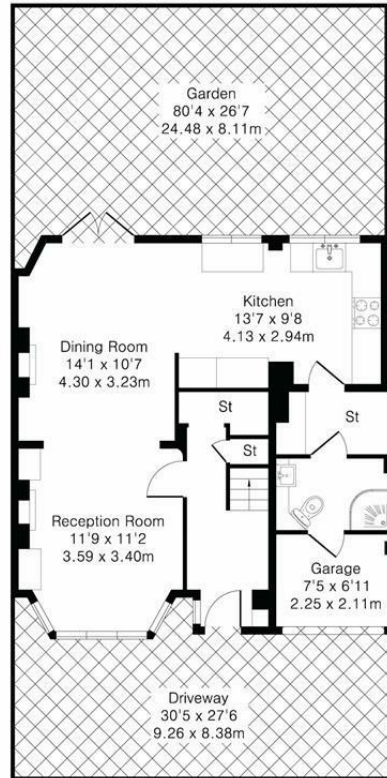 Garden
80'4 x 26'7
24.48 x 8.11m
Kitchen
13'7 x 9'8
4.13 x 2.94m
Dining Room
14'1 x 10'7
4.30 x 3.23m
St
St
St
Reception Room
11'9 x 11'2
3.59 x 3.40m
Garage
7'5 x 6'11
2.25 x 2.11m
Driveway
30'5 x 27'6
9.26 x 8.38m